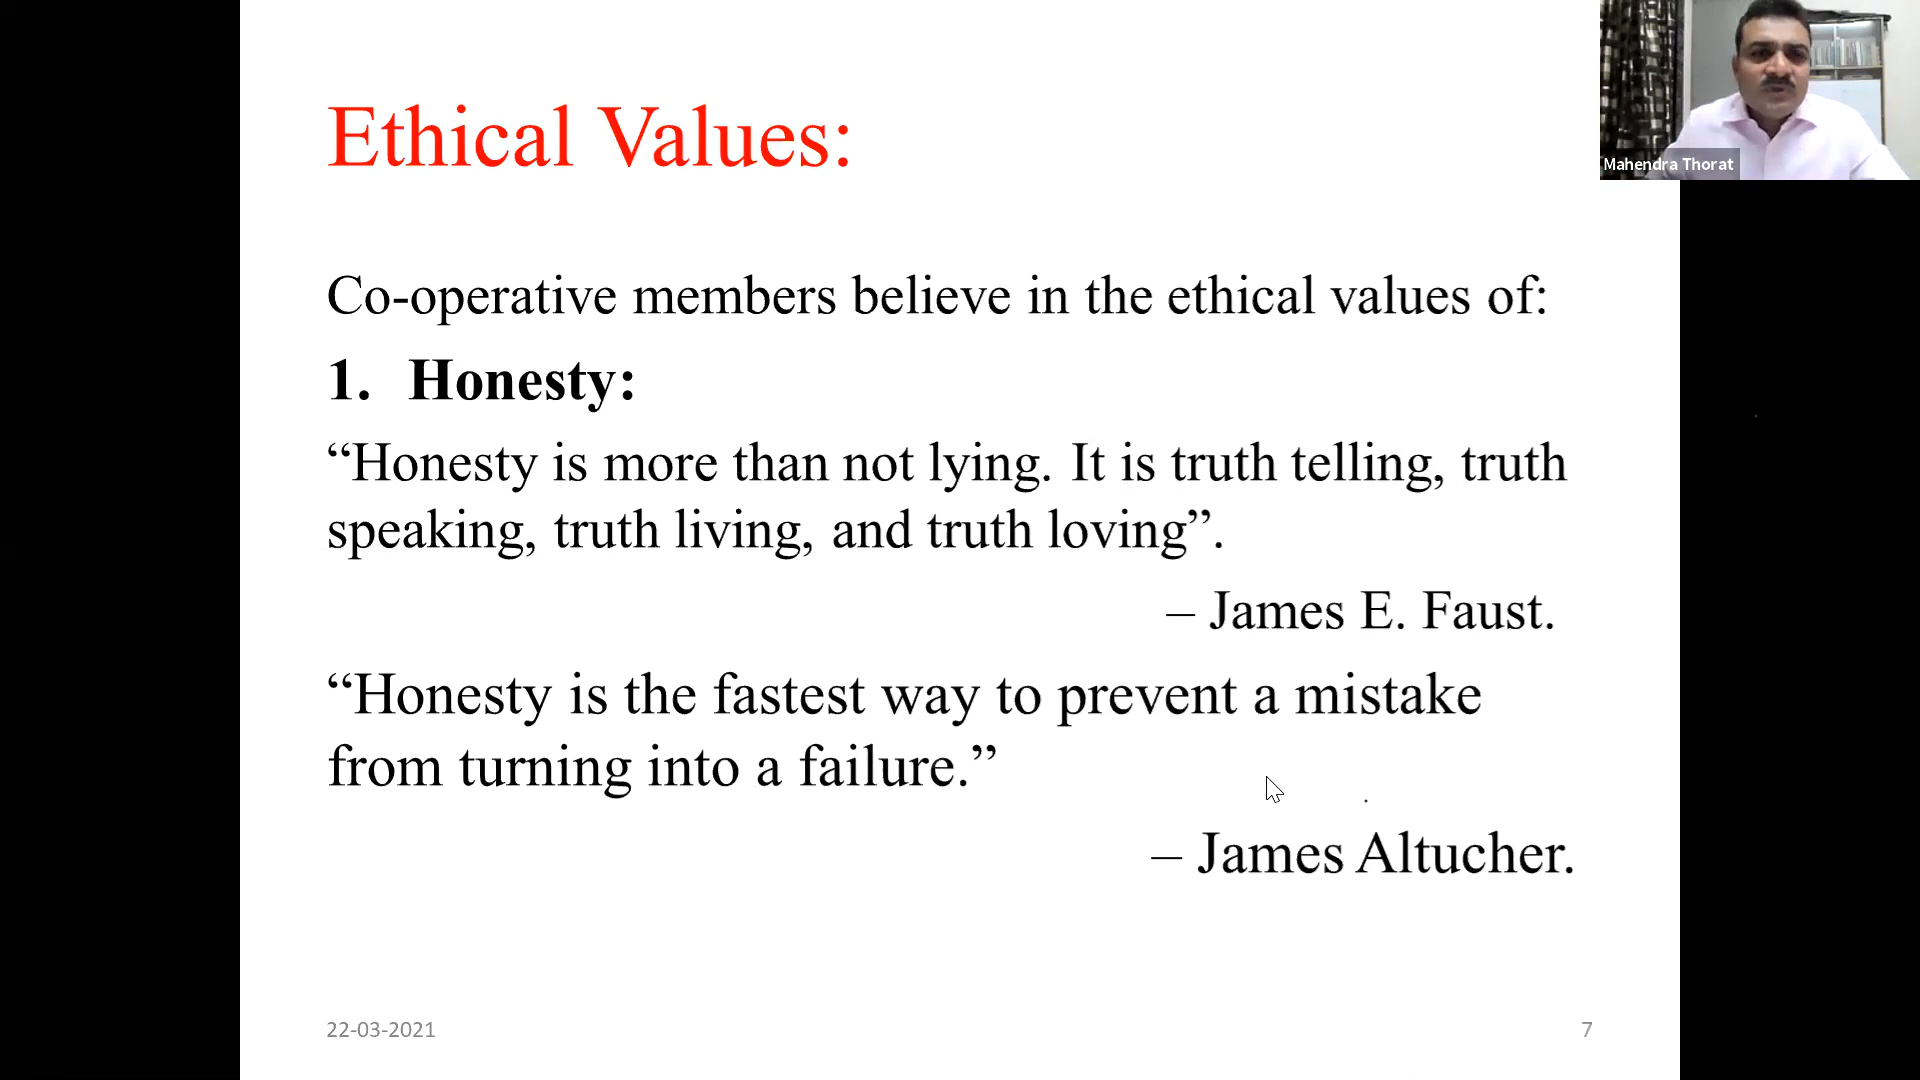 Ethical Values:
Mahendra Thorat
Co-operative members believe in the ethical values of:
1. Honesty:
“Honesty is more than not lying. It is truth telling, truth
speaking, truth living, and truth loving”.
– James E. Faust.
“Honesty is the fastest way to prevent a mistake
from turning into a failure.”
– James Altucher.
22-03-2021
7